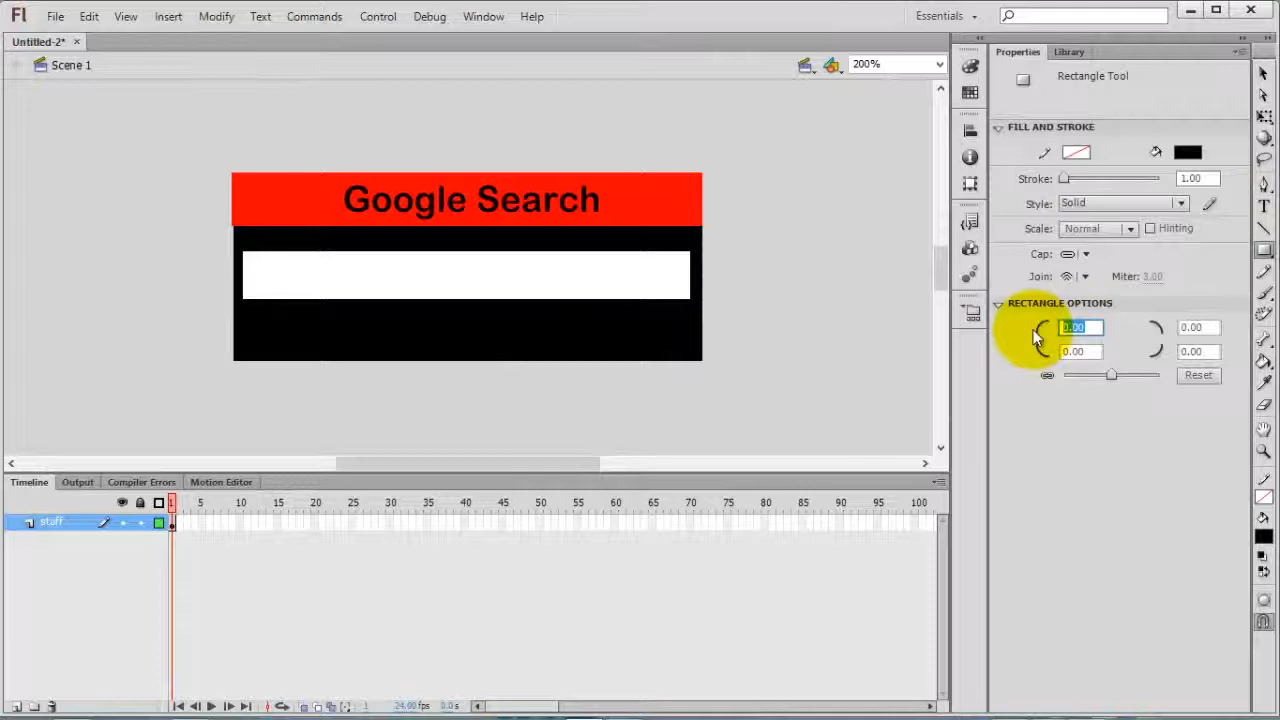 Fl File Edit View Insert Modify Text Commands Control Debug Window Help Essentials
Untitled-2*
Scene 1 200%
Properties Library
Rectangle Tool
FILL AND STROKE
Stroke: 1.00
Style: Solid
Scale: Normal Hinting
Cap:
Join: Miter: 3.00
RECTANGLE OPTIONS
0.00 0.00
0.00 0.00
Reset
Google Search
Timeline Output Compiler Errors Motion Editor
1 5 10 15 20 25 30 35 40 45 50 55 60 65 70 75 80 85 90 95 100
staff
1 24.00 fps 0.0 s